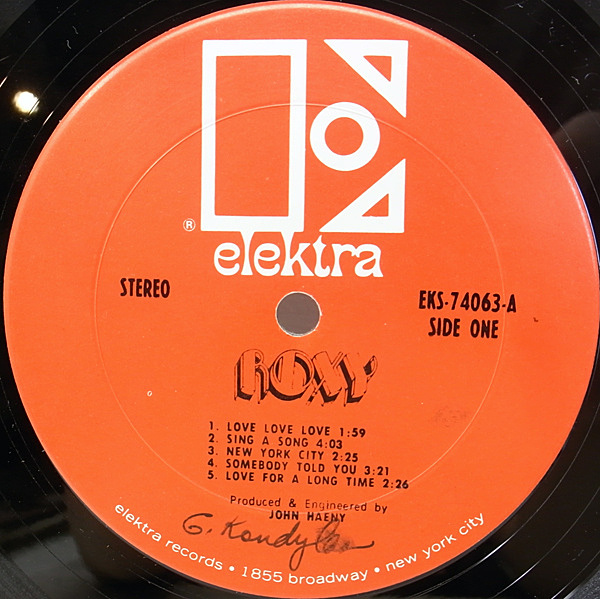 ®
elektra
STEREO
EKS-74063-A
SIDE ONE
ROXY
1. LOVE LOVE LOVE 1:59
2. SING A SONG 4:03
3. NEW YORK CITY 2:25
4. SOMEBODY TOLD YOU 3:21
5. LOVE FOR A LONG TIME 2:26
Produced & Engineered by
JOHN HAENY
elektra records • 1855 broadway • new york city